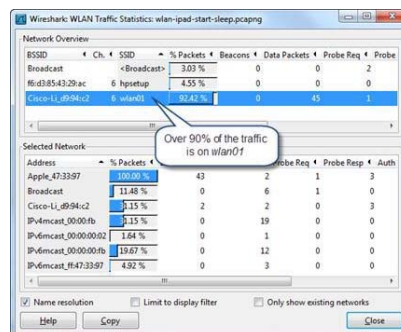 Wireshark: WLAN Traffic Statistics: wlan-ipad-start-sleep.pcapng
Network Overview
BSSID Ch. SSID % Packets Beacons Data Packets Probe Req Probe
Broadcast <Broadcast> 3.03 % 0 0 2
f6:d3:85:43:29:ac 6 hpsetup 4.55 % 0 0 0
Cisco-Li_d9:94:c2 6 wlan01 92.42 % 0 45 1
Over 90% of the traffic
is on wlan01
Selected Network
Address % Packets Probe Req Probe Resp Auth
Apple_47:33:97 100.00 % 43 2 1 3
Broadcast 11.48 % 0 6 1 0
Cisco-Li_d9:94:c2 1.15 % 2 2 0 3
IPv4mcast_00:00:fb 1.15 % 0 19 0 0
IPv6mcast_00:00:00:02 1.64 % 0 1 0 0
IPv6mcast_00:00:00:fb 19.67 % 0 12 0 0
IPv6mcast_ff:47:33:97 4.92 % 0 3 0 0
Name resolution Limit to display filter Only show existing networks
Help Copy Close